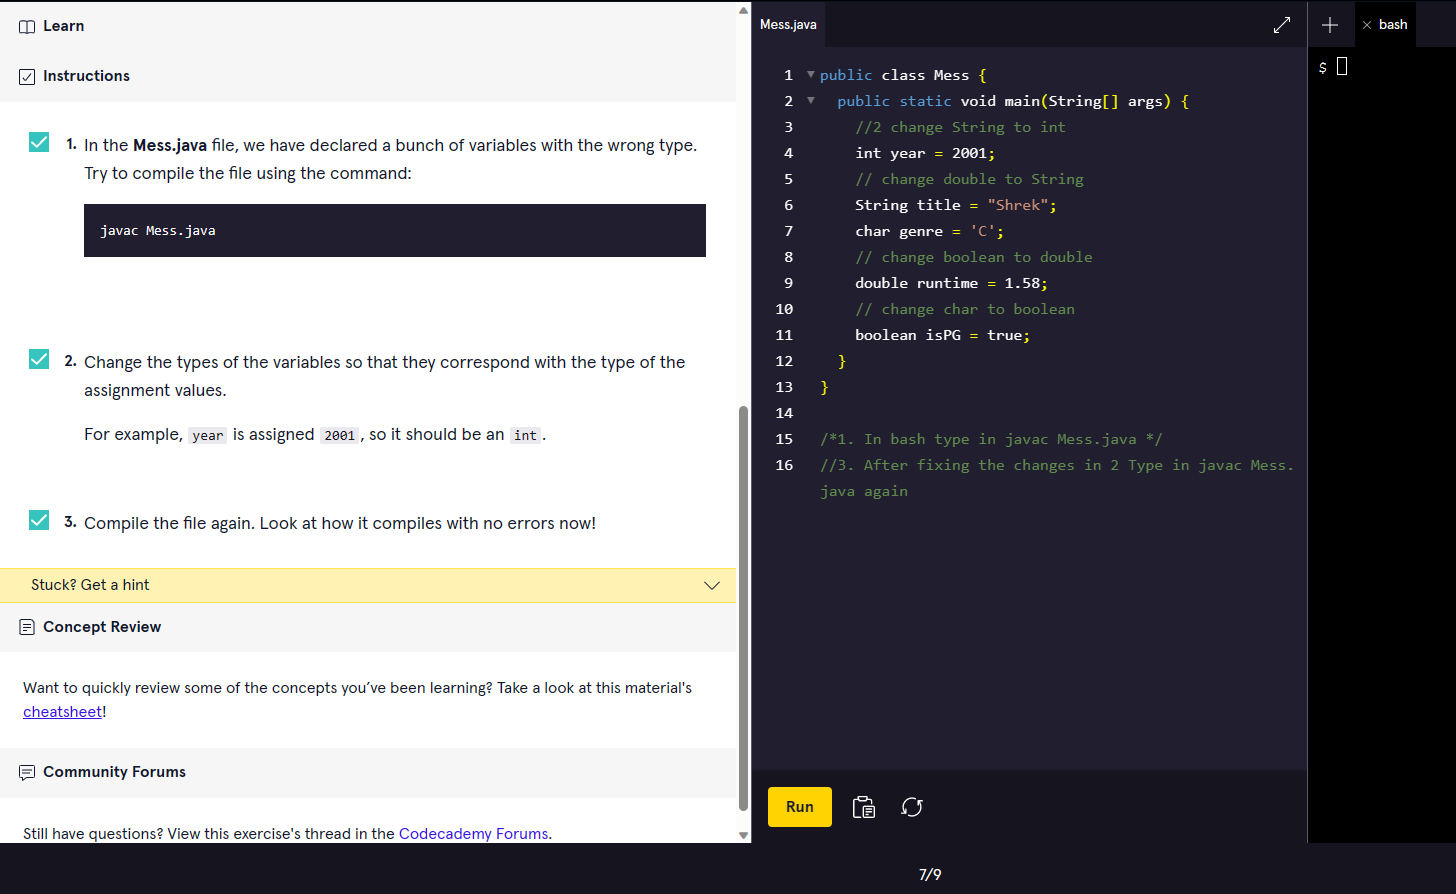 Learn
Instructions
1. In the Mess.java file, we have declared a bunch of variables with the wrong type.
Try to compile the file using the command:
javac Mess.java
2. Change the types of the variables so that they correspond with the type of the
assignment values.
For example, year is assigned 2001, so it should be an int.
3. Compile the file again. Look at how it compiles with no errors now!
Stuck? Get a hint
Concept Review
Want to quickly review some of the concepts you’ve been learning? Take a look at this material's
cheatsheet!
Community Forums
Still have questions? View this exercise's thread in the Codecademy Forums.
Mess.java
1 public class Mess {
2 public static void main(String[] args) {
3 //2 change String to int
4 int year = 2001;
5 // change double to String
6 String title = "Shrek";
7 char genre = 'C';
8 // change boolean to double
9 double runtime = 1.58;
10 // change char to boolean
11 boolean isPG = true;
12 }
13 }
14
15 /*1. In bash type in javac Mess.java */
16 //3. After fixing the changes in 2 Type in javac Mess.
java again
Run
+ × bash
$
7/9